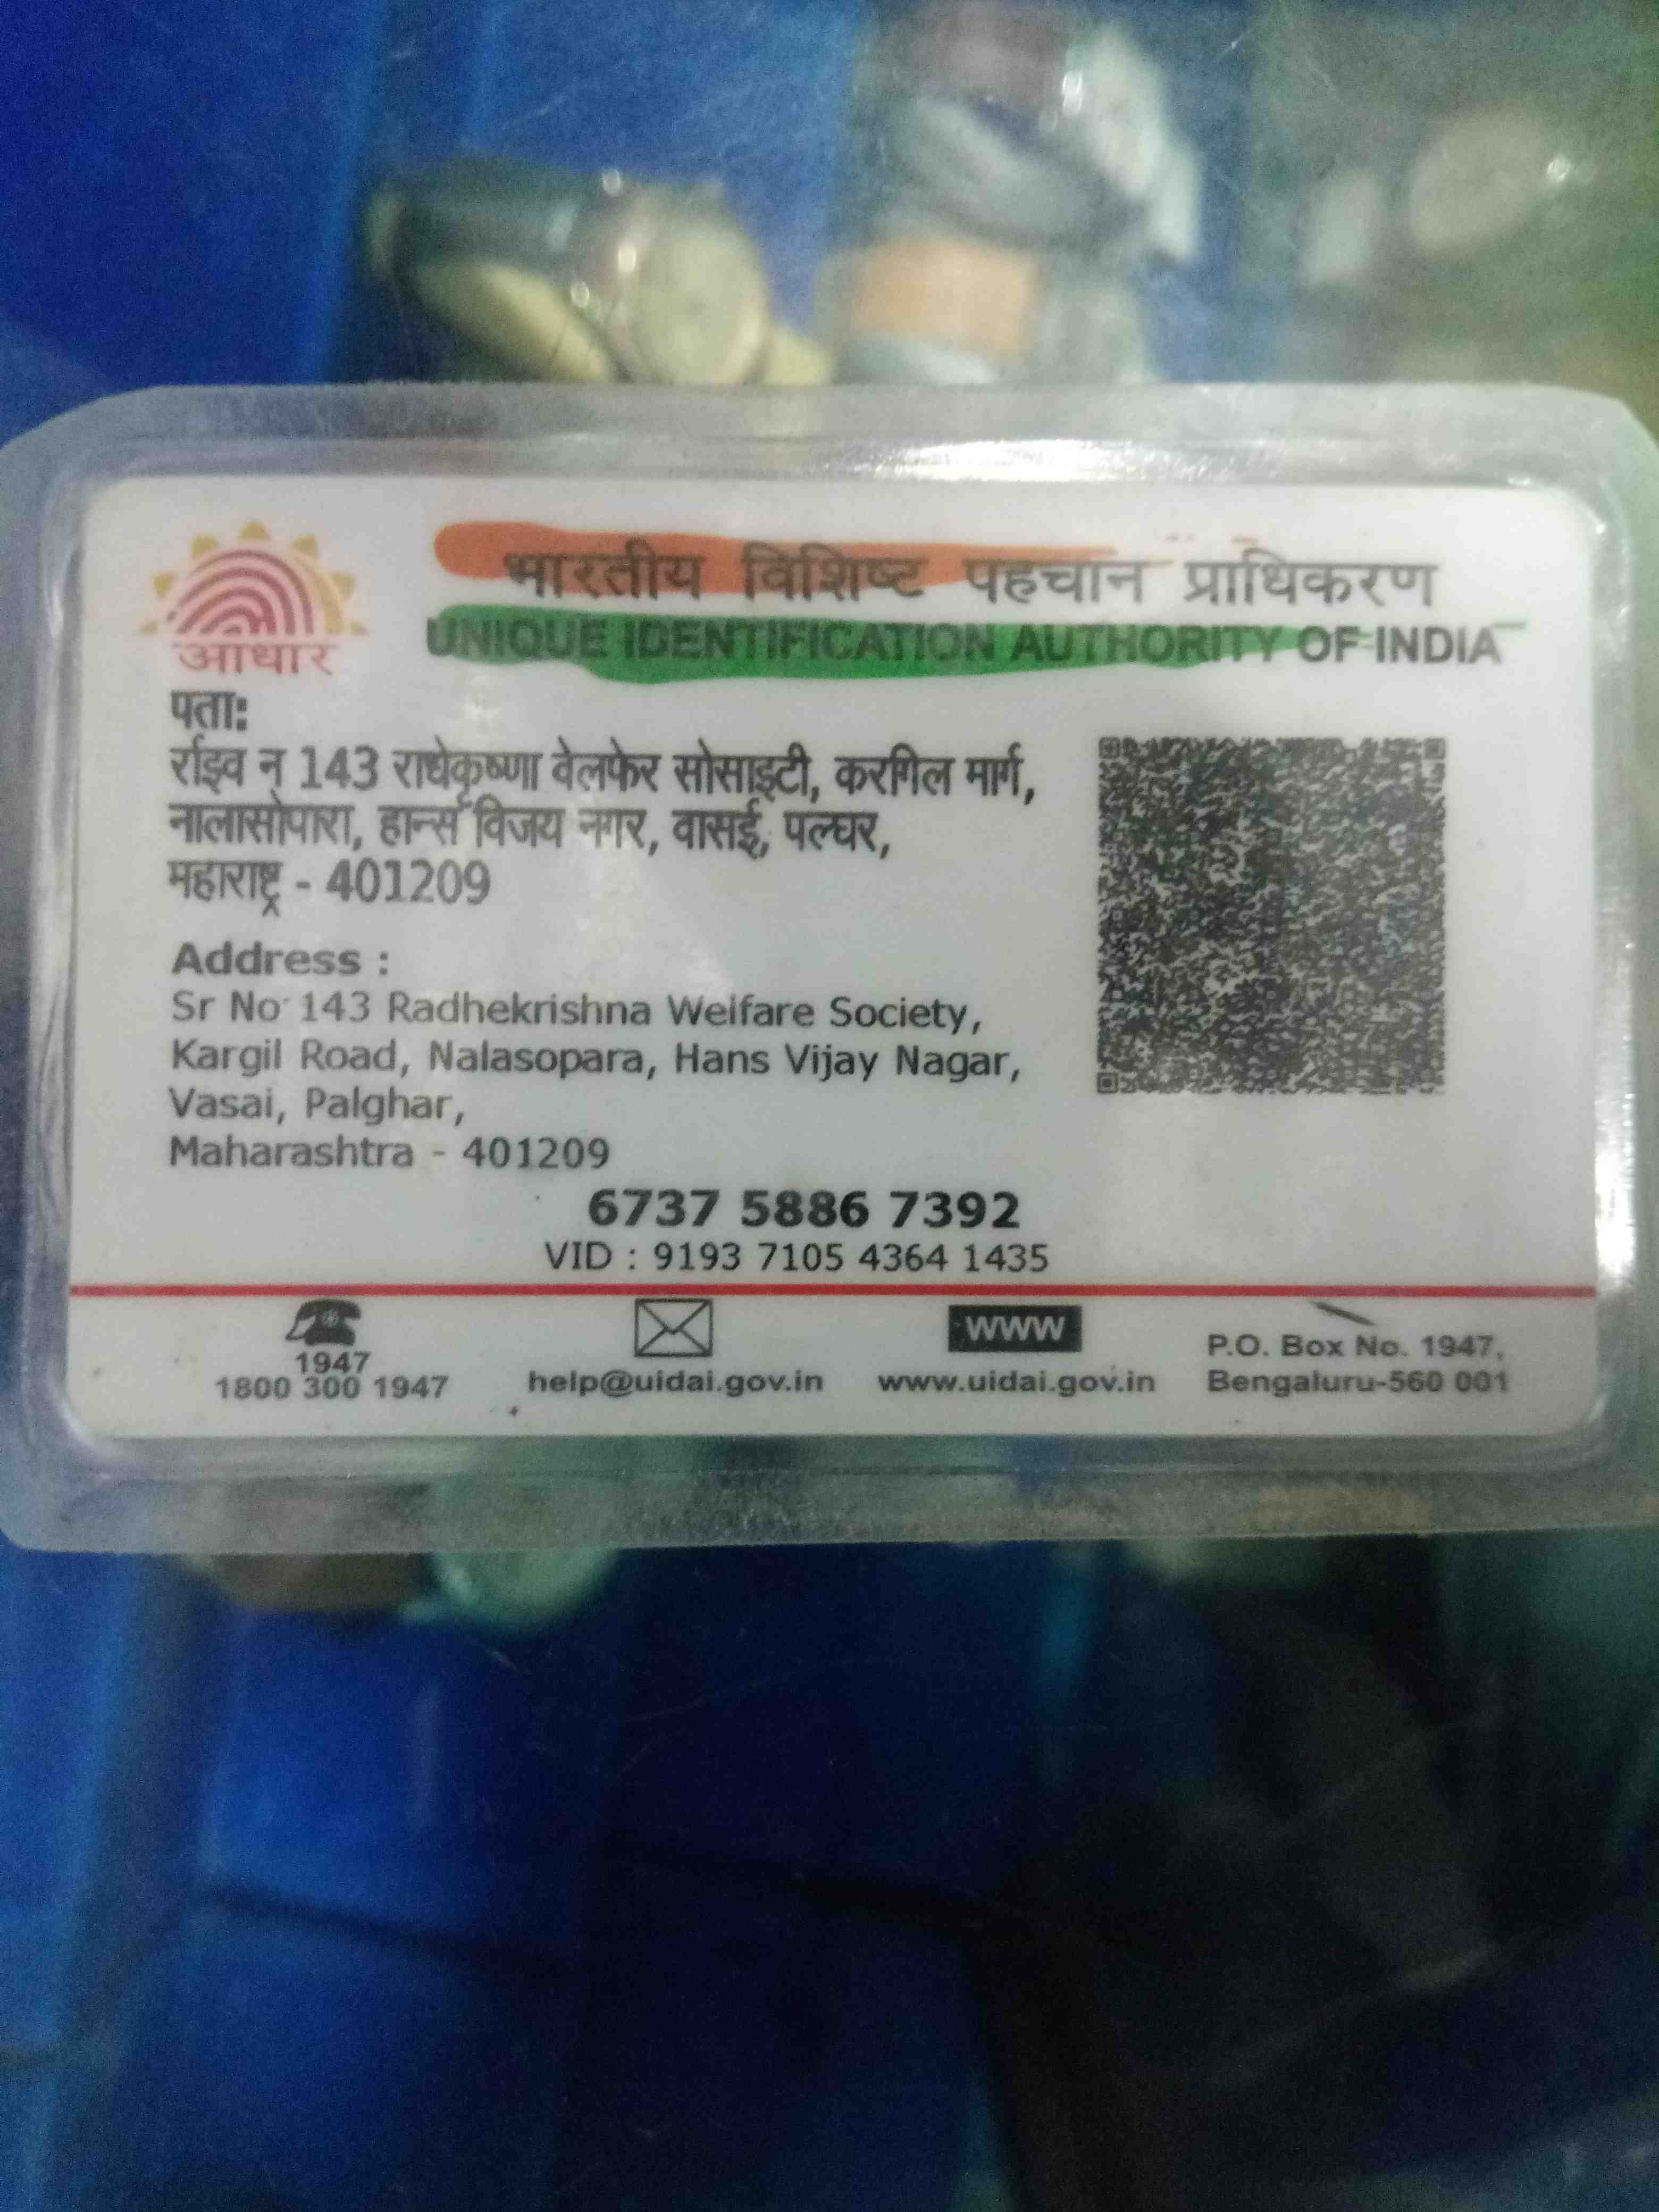 भारतीय विशिष्ट पहचान प्राधिकरण
UNIQUE IDENTIFICATION AUTHORITY OF INDIA
आधार
पता:
र्राइव न 143 राधेकृष्णा वेलफेर सोसाइटी, करगिल मार्ग,
नालासोपारा, हान्स विजय नगर, वासई, पल्घर,
महाराष्ट्र - 401209
Address :
Sr No 143 Radhekrishna Welfare Society,
Kargil Road, Nalasopara, Hans Vijay Nagar,
Vasai, Palghar,
Maharashtra - 401209
6737 5886 7392
VID : 9193 7105 4364 1435
1947
1800 300 1947
help@uidai.gov.in
WWW
www.uidai.gov.in
P.O. Box No. 1947,
Bengaluru-560 001